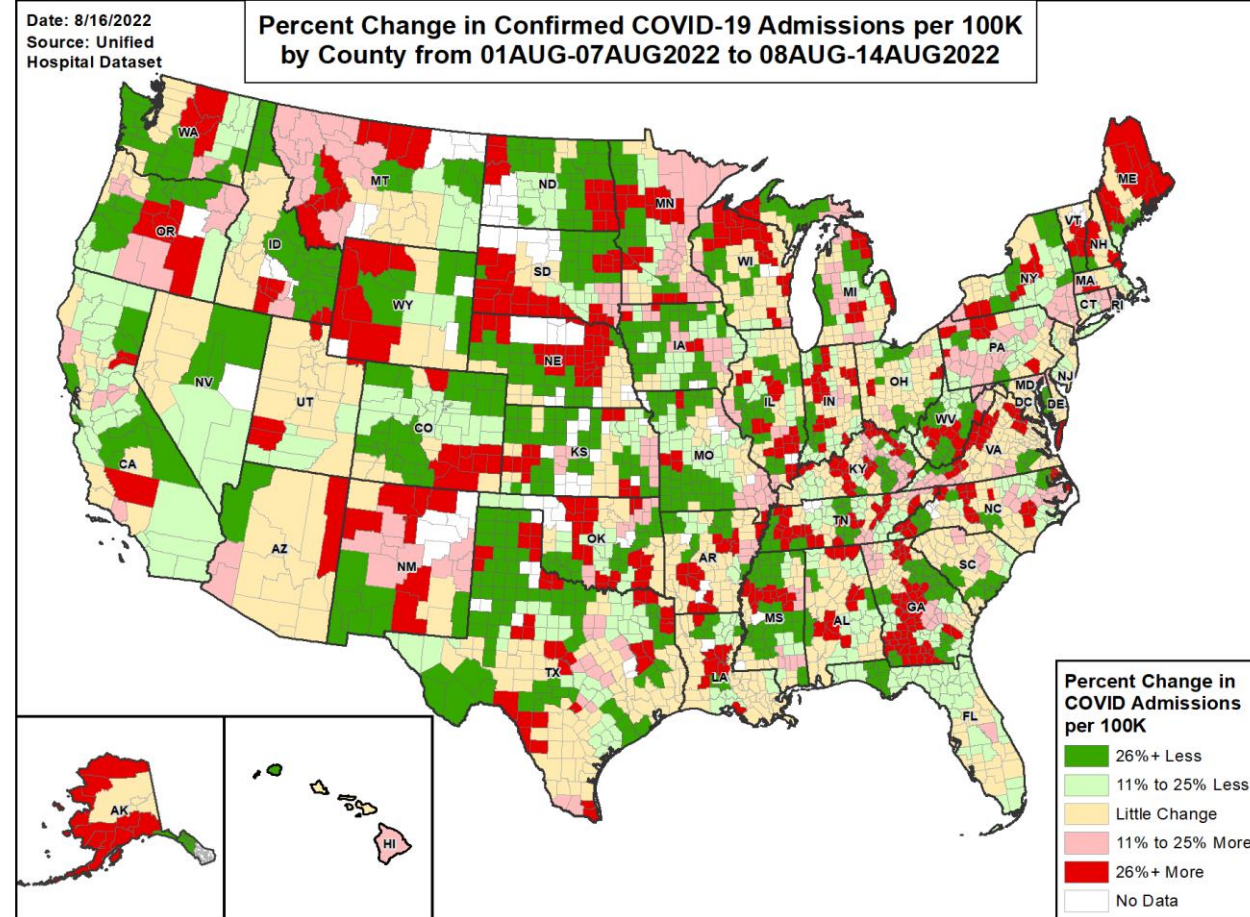 Date: 8/16/2022
Source: Unified
Hospital Dataset
Percent Change in Confirmed COVID-19 Admissions per 100K
by County from 01AUG-07AUG2022 to 08AUG-14AUG2022
WA
MT
ND
MN
ME
OR
ID
SD
WI
VT
NH
NY
WY
MI
MA
CT
RI
NV
NE
IA
PA
UT
IL
IN
OH
NJ
MD
DC
DE
CA
CO
KS
MO
WV
KY
VA
AZ
NM
OK
AR
TN
NC
SC
MS
AL
GA
TX
LA
FL
AK
HI
Percent Change in
COVID Admissions
per 100K
26%+ Less
11% to 25% Less
Little Change
11% to 25% More
26%+ More
No Data